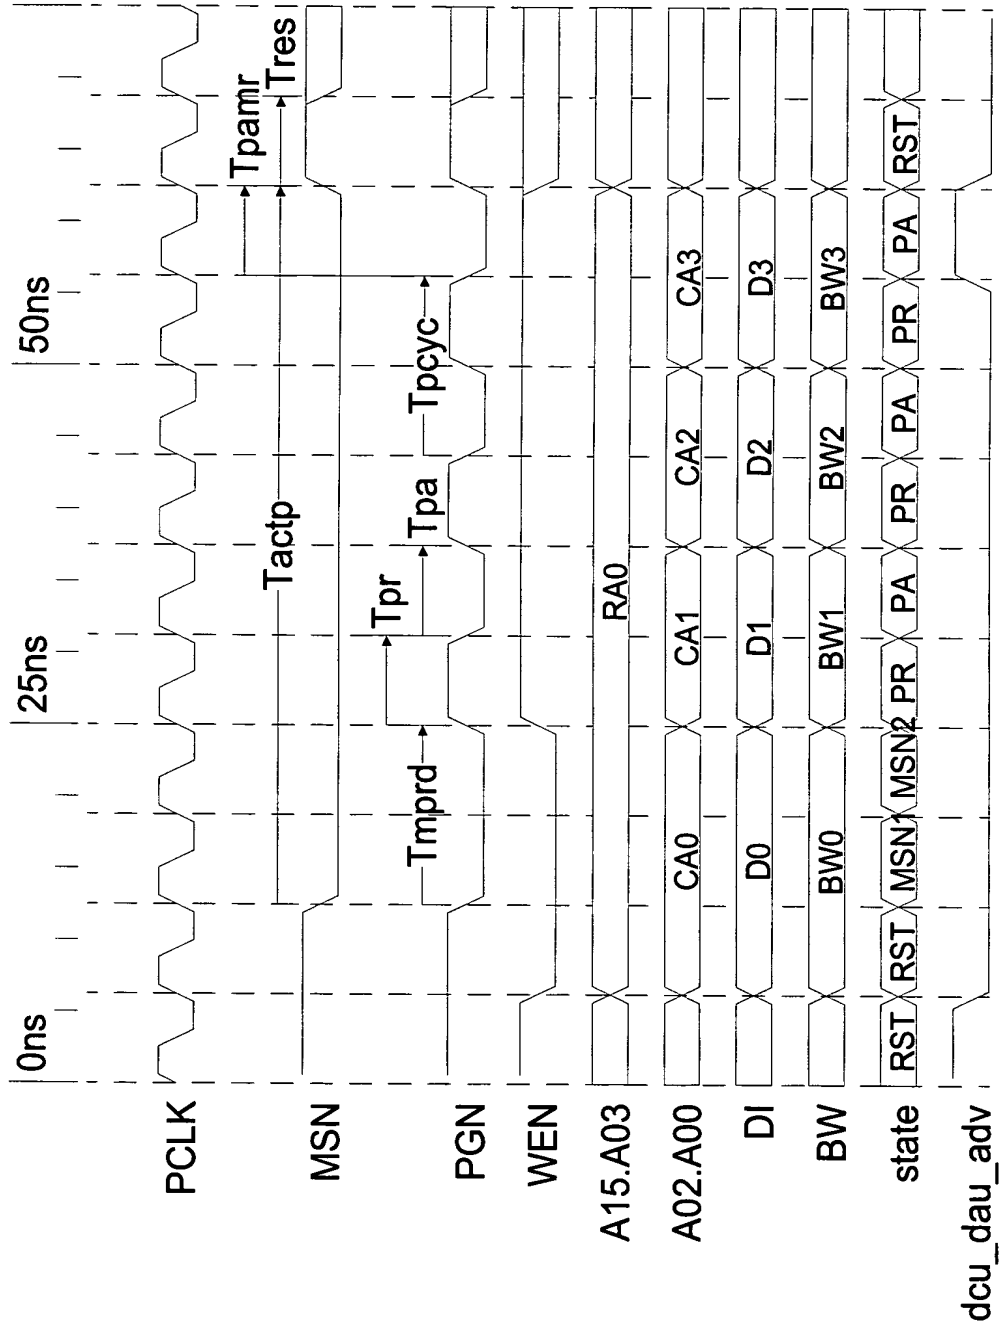 0ns 25ns 50ns
PCLK
Tpamr
MSN Tactp Tres
Tpr
PGN Tmprd Tpa Tpcyc
WEN
A15.A03 RA0
A02.A00 CA0 CA1 CA2 CA3
DI D0 D1 D2 D3
BW BW0 BW1 BW2 BW3
state RST RST MSN1 MSN2 PR PA PR PA PR PA RST
dcu_dau_adv